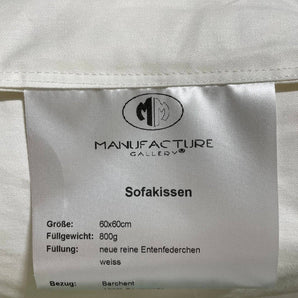 MANUFACTURE
GALLERY®
Sofakissen
Größe: 60x60cm
Füllgewicht: 800g
Füllung: neue reine Entenfederchen
weiss
Bezug: Barchent